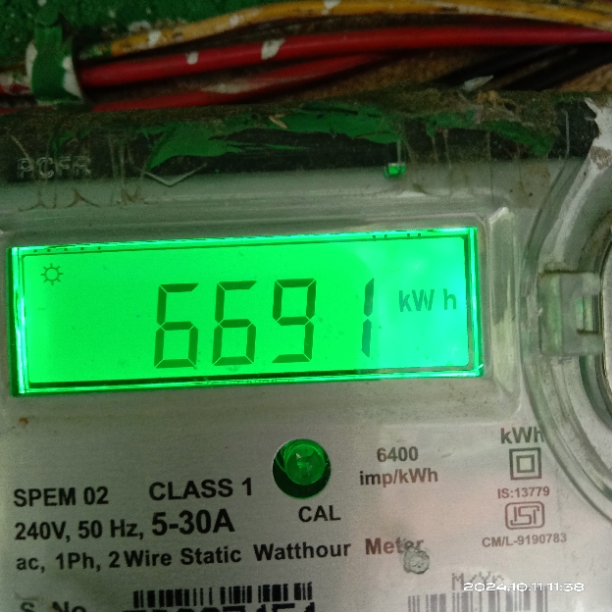 6691 kWh
6400
imp/kWh
kWh
SPEM 02 CLASS 1
IS:13779
240V, 50 Hz, 5-30A
CAL
CM/L-9190783
ac, 1Ph, 2 Wire Static Watthour Meter
S. No.
2024.10.11 11:38